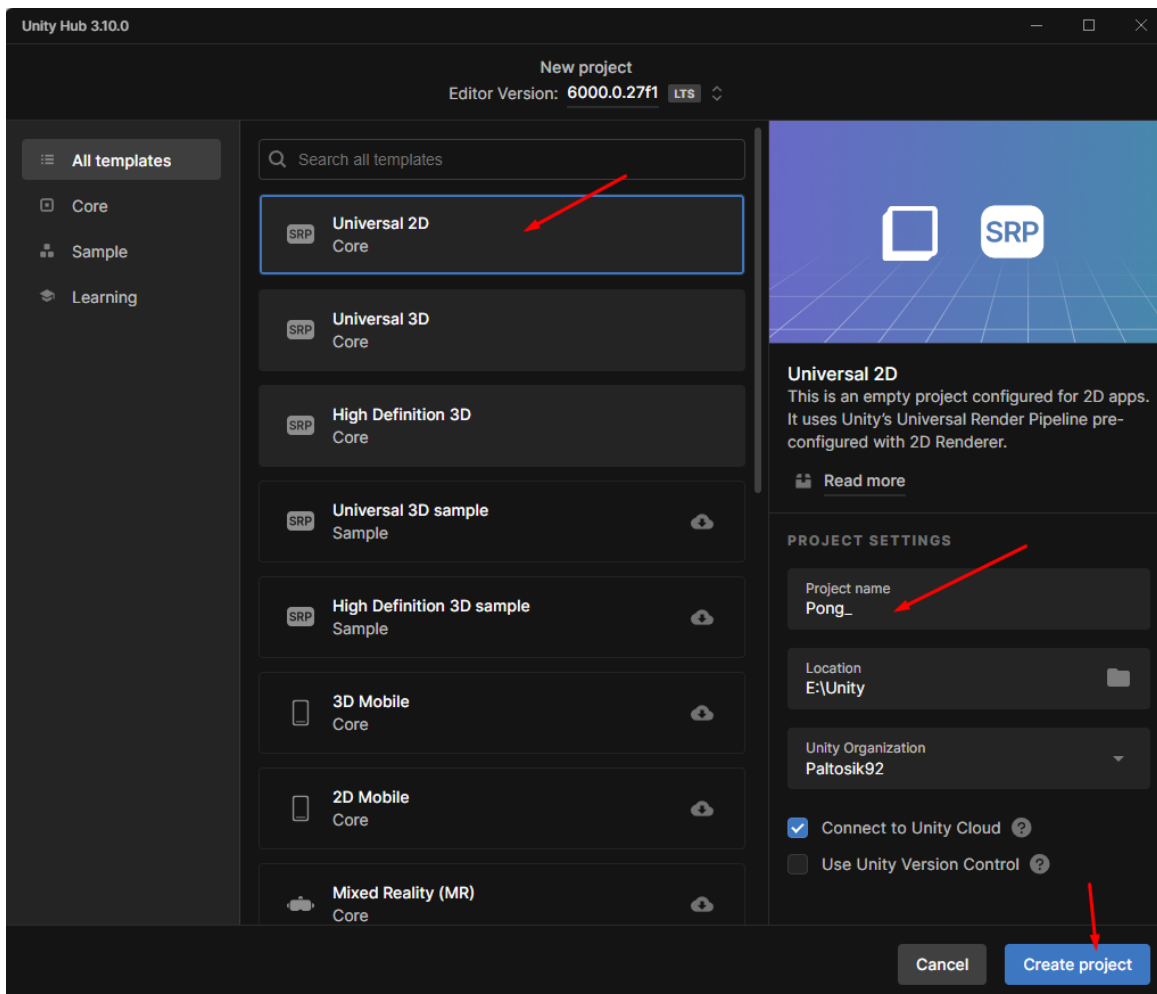 Unity Hub 3.10.0
New project
Editor Version: 6000.0.27f1 LTS
All templates
Core
Sample
Learning
Search all templates
SRP
Universal 2D
Core
SRP
Universal 3D
Core
SRP
High Definition 3D
Core
SRP
Universal 3D sample
Sample
SRP
High Definition 3D sample
Sample
3D Mobile
Core
2D Mobile
Core
Mixed Reality (MR)
Core
SRP
Universal 2D
This is an empty project configured for 2D apps.
It uses Unity's Universal Render Pipeline pre-
configured with 2D Renderer.
Read more
PROJECT SETTINGS
Project name
Pong_
Location
E:\Unity
Unity Organization
Paltosik92
Connect to Unity Cloud ?
Use Unity Version Control ?
Cancel
Create project